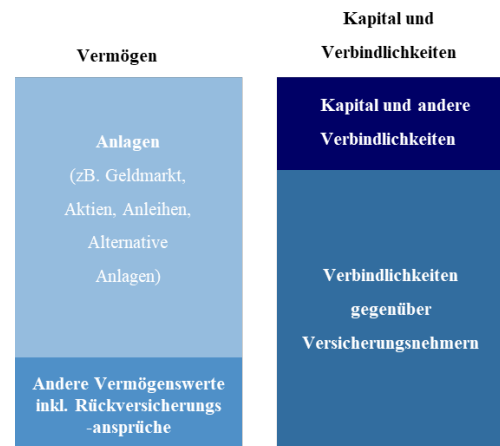 Vermögen
Anlagen
(zB. Geldmarkt,
Aktien, Anleihen,
Alternative
Anlagen)
Andere Vermögenswerte
inkl. Rückversicherungs
-ansprüche
Kapital und
Verbindlichkeiten
Kapital und andere
Verbindlichkeiten
Verbindlichkeiten
gegenüber
Versicherungsnehmern